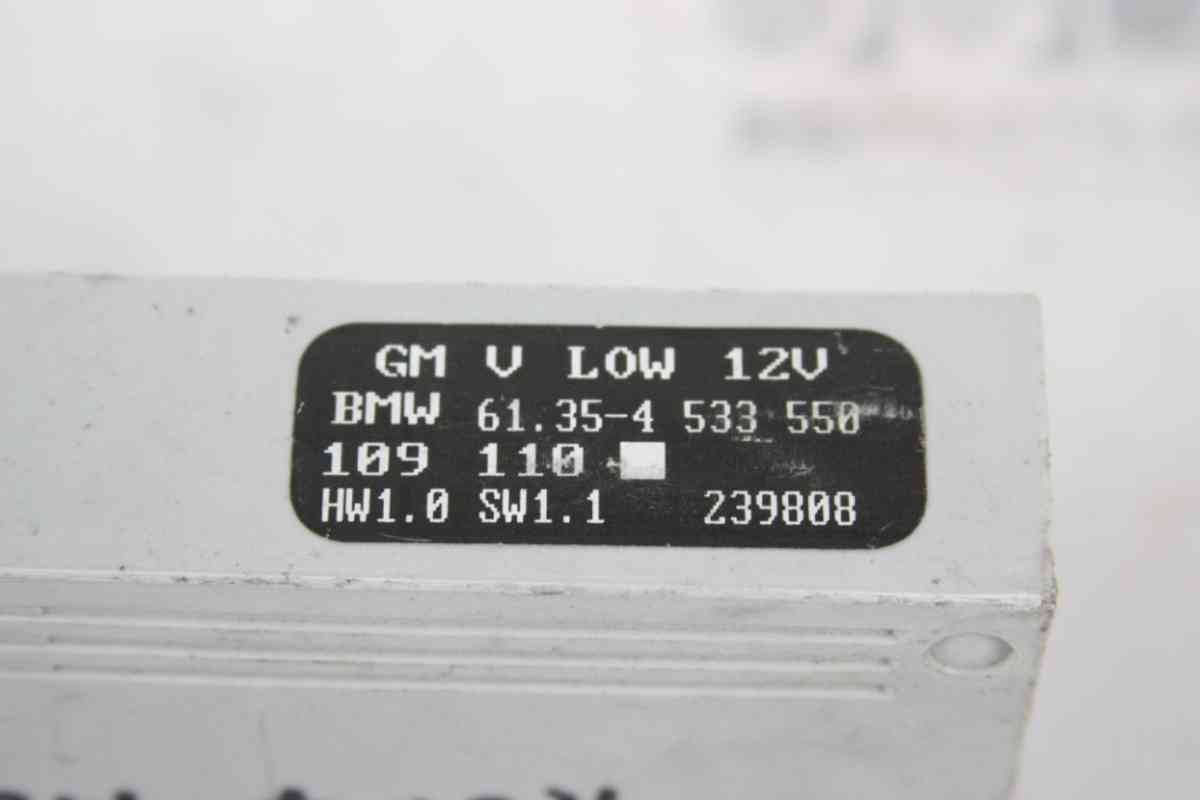 GM V LOW 12V
BMW 61.35-4 533 550
109 110
HW1.0 SW1.1 239808